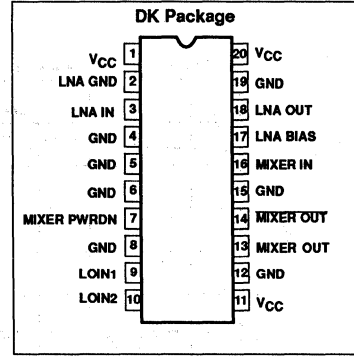 DK Package
VCC 1 20 VCC
LNA GND 2 19 GND
LNA IN 3 18 LNA OUT
GND 4 17 LNA BIAS
GND 5 16 MIXER IN
GND 6 15 GND
MIXER PWRDN 7 14 MIXER OUT
GND 8 13 MIXER OUT
LOIN1 9 12 GND
LOIN2 10 11 VCC